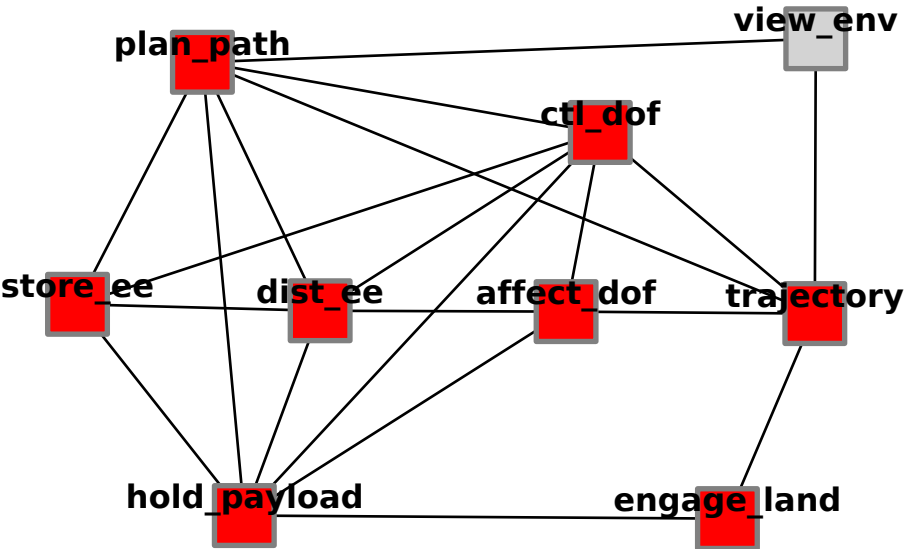 view_env
plan_path
ctl_dof
store_ee
dist_ee
affect_dof
trajectory
hold_payload
engage_land